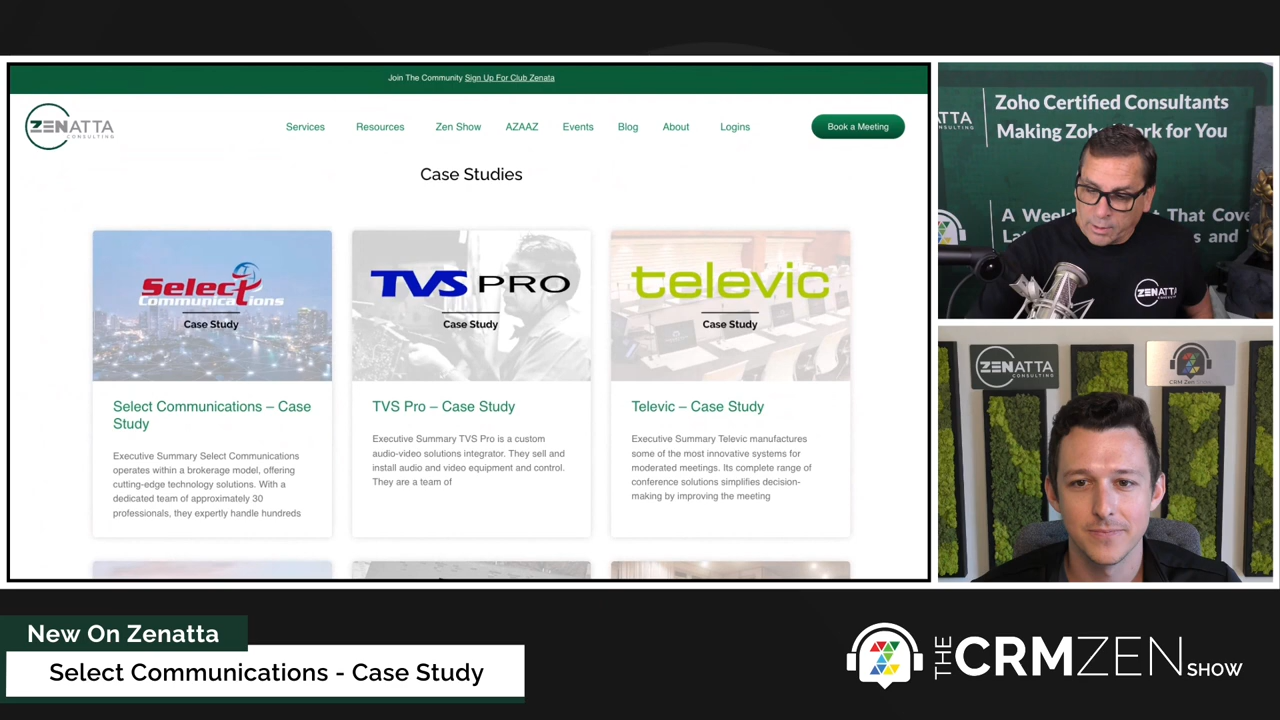 Join The Community Sign Up For Club Zenata
ZENATTA
CONSULTING
Services
Resources
Zen Show
AZAAZ
Events
Blog
About
Logins
Book a Meeting
Case Studies
Select
Communications
Case Study
TVS PRO
Case Study
televic
Case Study
Select Communications – Case
Study
Executive Summary Select Communications
operates within a brokerage model, offering
cutting-edge technology solutions. With a
dedicated team of approximately 30
professionals, they expertly handle hundreds
TVS Pro – Case Study
Executive Summary TVS Pro is a custom
audio-video solutions integrator. They sell and
install audio and video equipment and control.
They are a team of
Televic – Case Study
Executive Summary Televic manufactures
some of the most innovative systems for
moderated meetings. Its complete range of
conference solutions simplifies decision-
making by improving the meeting
Zoho Certified Consultants
Making Zoho Work for You
ATTA
SULTING
A Week
That Cove
La
s and
ZENATTA
ZENATTA
CONSULTING
CRM Zen
New On Zenatta
Select Communications - Case Study
THE CRMZEN SHOW